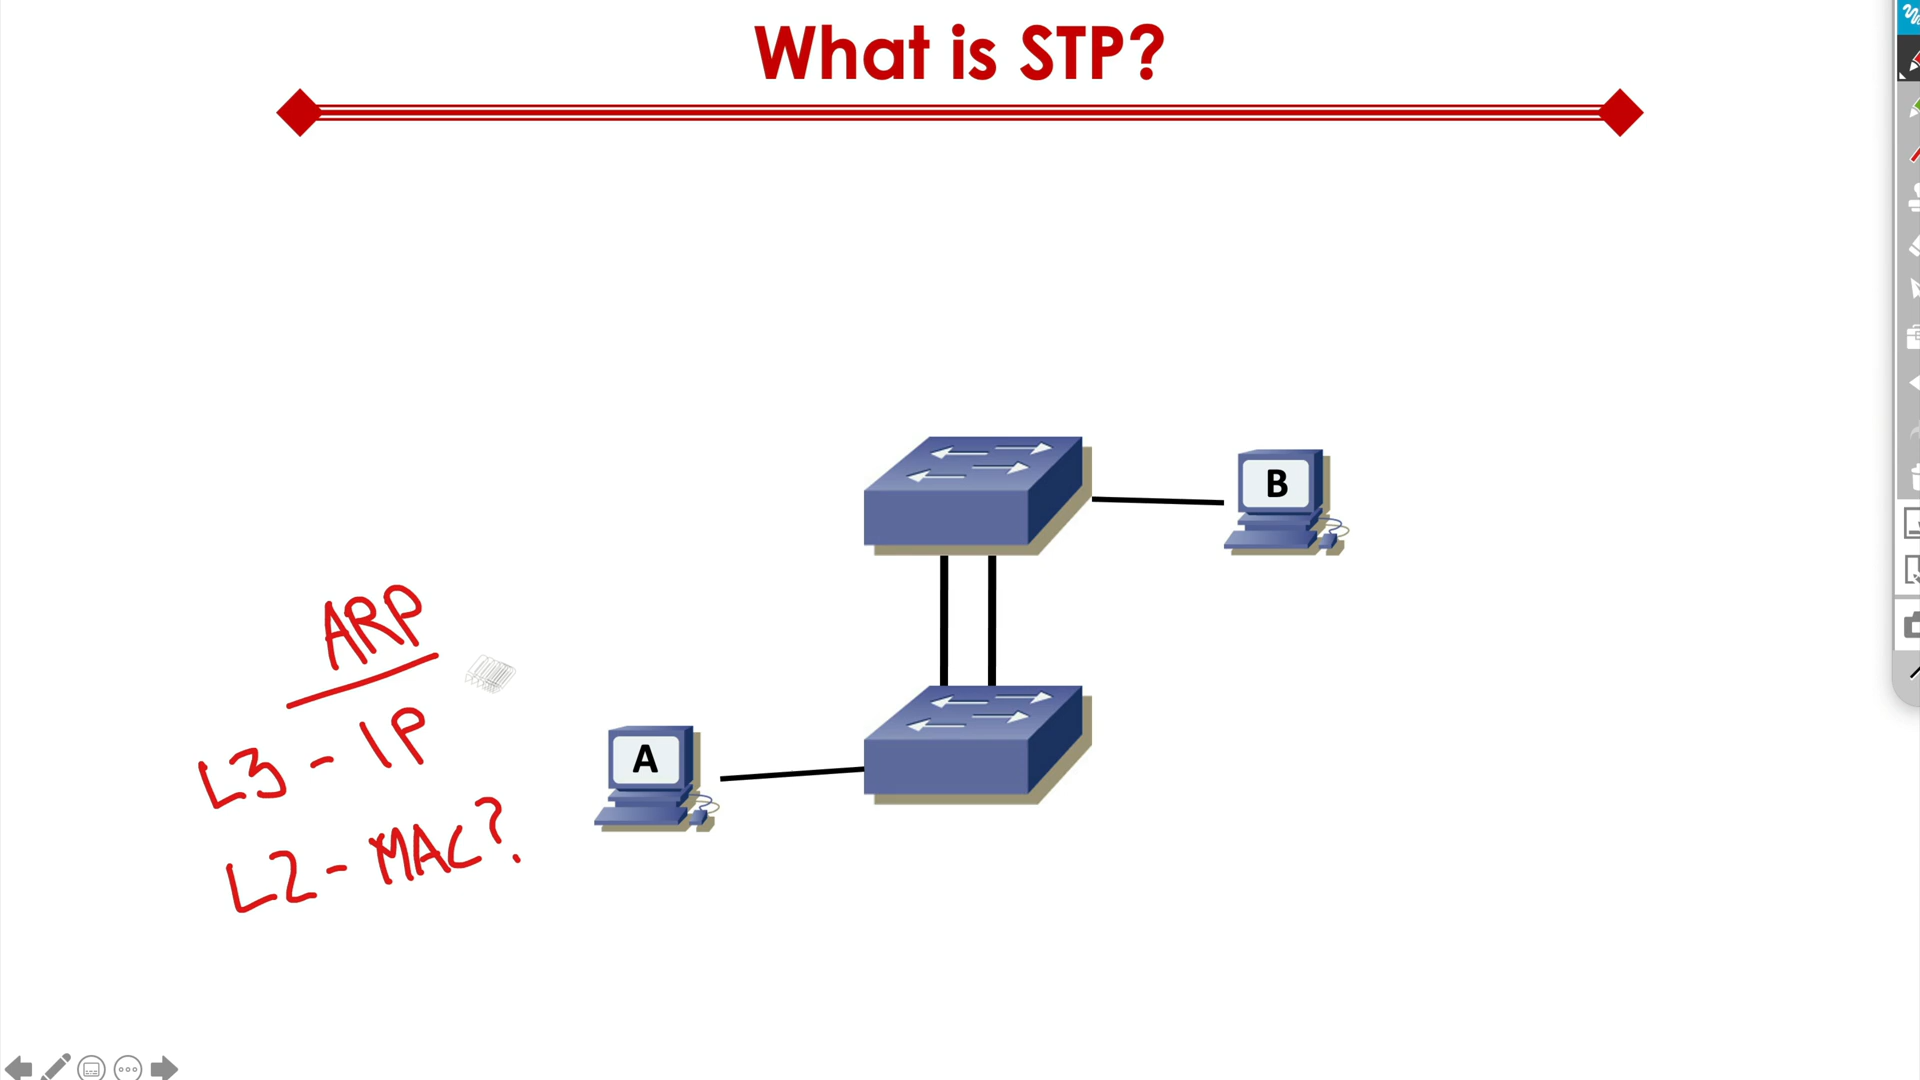 What is STP?
B
ARP
L3 - IP
A
L2 - MAC?